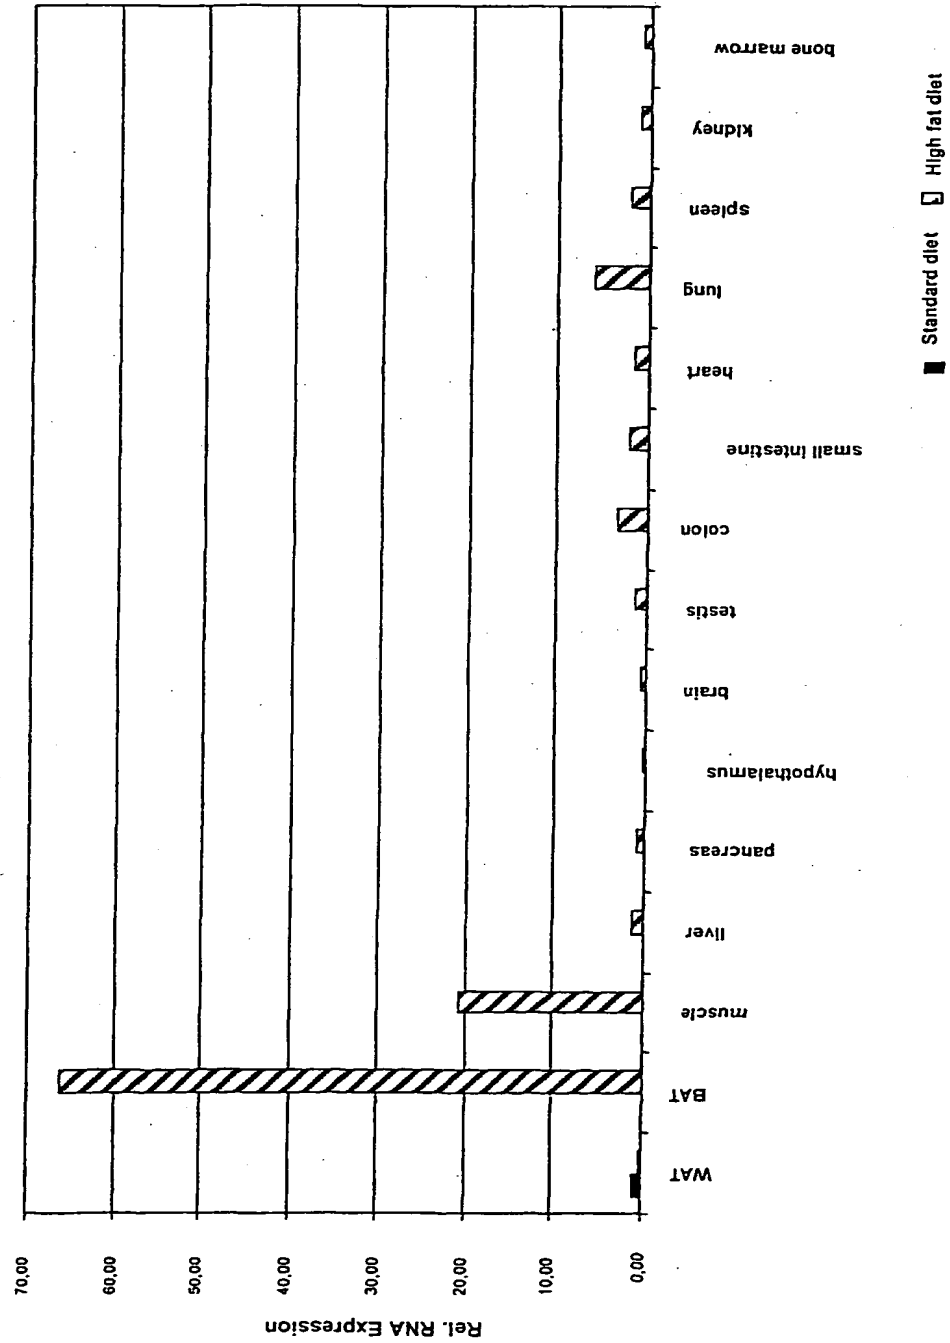 Rel. RNA Expression
70,00
60,00
50,00
40,00
30,00
20,00
10,00
0,00
WAT
BAT
muscle
liver
pancreas
hypothalamus
brain
testis
colon
small intestine
heart
lung
spleen
kidney
bone marrow
Standard diet
High fat diet